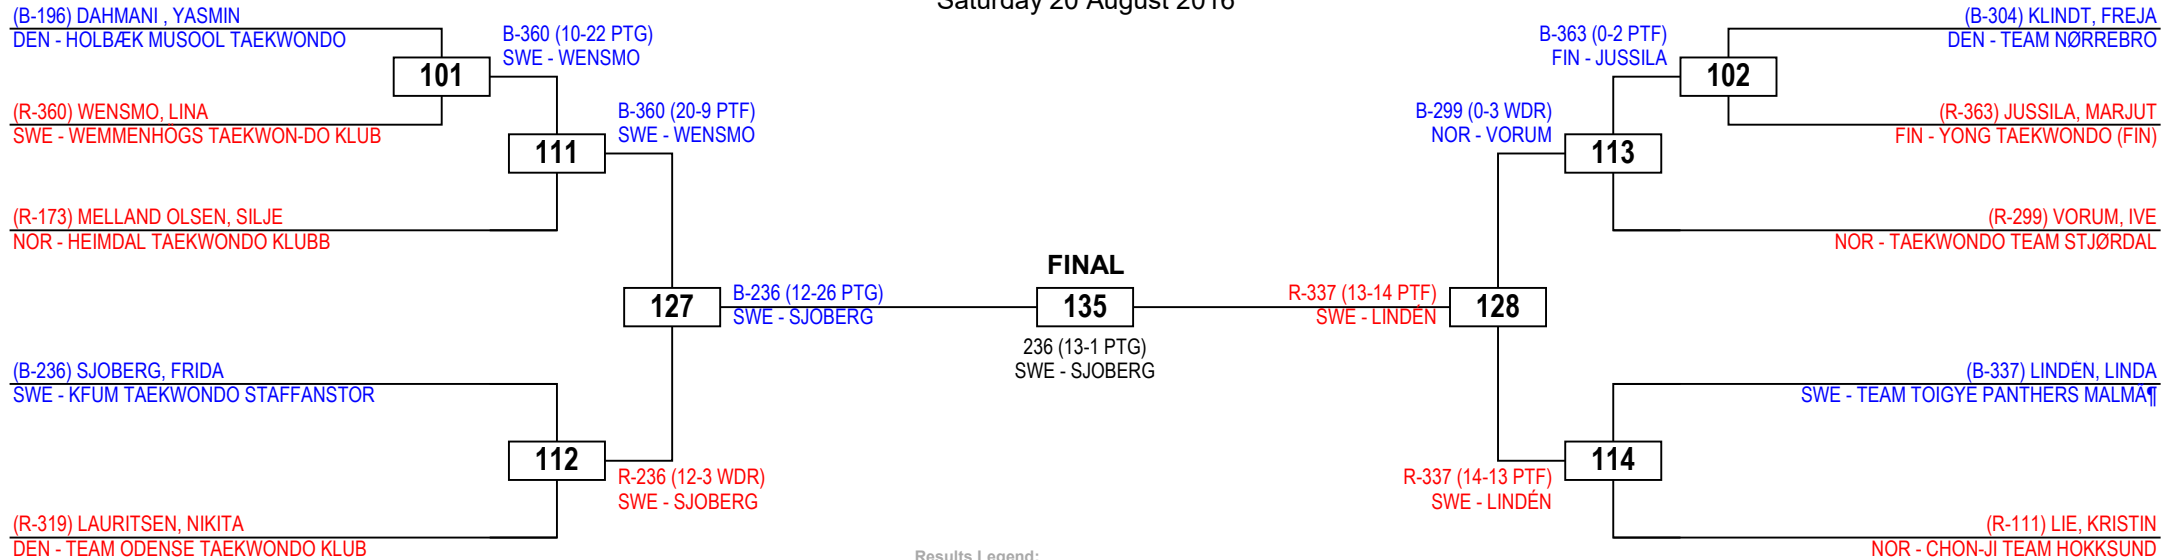 Saturday 20 August 2016
(B-196) DAHMANI , YASMIN
DEN - HOLBÆK MUSOOL TAEKWONDO
B-360 (10-22 PTG)
SWE - WENSMO
101
(R-360) WENSMO, LINA
SWE - WEMMENHÖGS TAEKWON-DO KLUB
B-360 (20-9 PTF)
SWE - WENSMO
111
(R-173) MELLAND OLSEN, SILJE
NOR - HEIMDAL TAEKWONDO KLUBB
127
B-236 (12-26 PTG)
SWE - SJOBERG
(B-236) SJOBERG, FRIDA
SWE - KFUM TAEKWONDO STAFFANSTOR
112
R-236 (12-3 WDR)
SWE - SJOBERG
(R-319) LAURITSEN, NIKITA
DEN - TEAM ODENSE TAEKWONDO KLUB
FINAL
135
236 (13-1 PTG)
SWE - SJOBERG
B-363 (0-2 PTF)
FIN - JUSSILA
(B-304) KLINDT, FREJA
DEN - TEAM NØRREBRO
102
B-299 (0-3 WDR)
NOR - VORUM
(R-363) JUSSILA, MARJUT
FIN - YONG TAEKWONDO (FIN)
113
(R-299) VORUM, IVE
NOR - TAEKWONDO TEAM STJØRDAL
R-337 (13-14 PTF)
SWE - LINDÉN
128
(B-337) LINDÉN, LINDA
SWE - TEAM TOIGYE PANTHERS MALMÃ¶
114
R-337 (14-13 PTF)
SWE - LINDÉN
(R-111) LIE, KRISTIN
NOR - CHON-JI TEAM HOKKSUND
Results Legend: